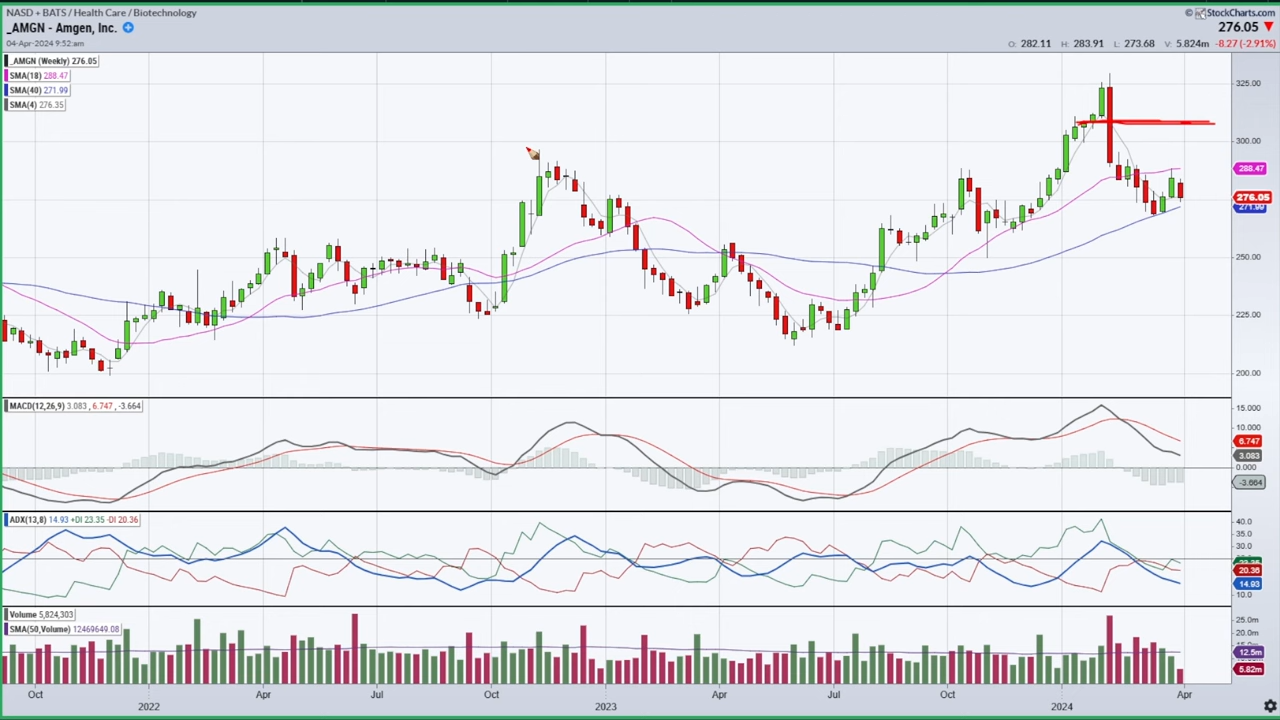 NASD + BATS / Health Care / Biotechnology
© StockCharts.com
_AMGN - Amgen, Inc.
276.05
04-Apr-2024 9:52am
O: 282.11 H: 283.91 L: 273.68 V: 5.824m -8.27 (-2.91%)
_AMGN (Weekly) 276.05
SMA(18) 288.47
SMA(40) 271.99
SMA(4) 276.35
325.00
300.00
288.47
276.05
250.00
225.00
200.00
MACD(12,26,9) 3.083, 6.747, -3.664
15.000
10.000
6.747
3.083
0.000
-3.664
ADX(13,8) 14.93 +DI 23.35 -DI 20.36
40.0
35.0
30.0
20.36
14.93
10.0
Volume 5,824,303
SMA(50,Volume) 12469649.08
25.0m
20.0m
12.5m
5.82m
Oct 2022 Apr Jul Oct 2023 Apr Jul Oct 2024 Apr